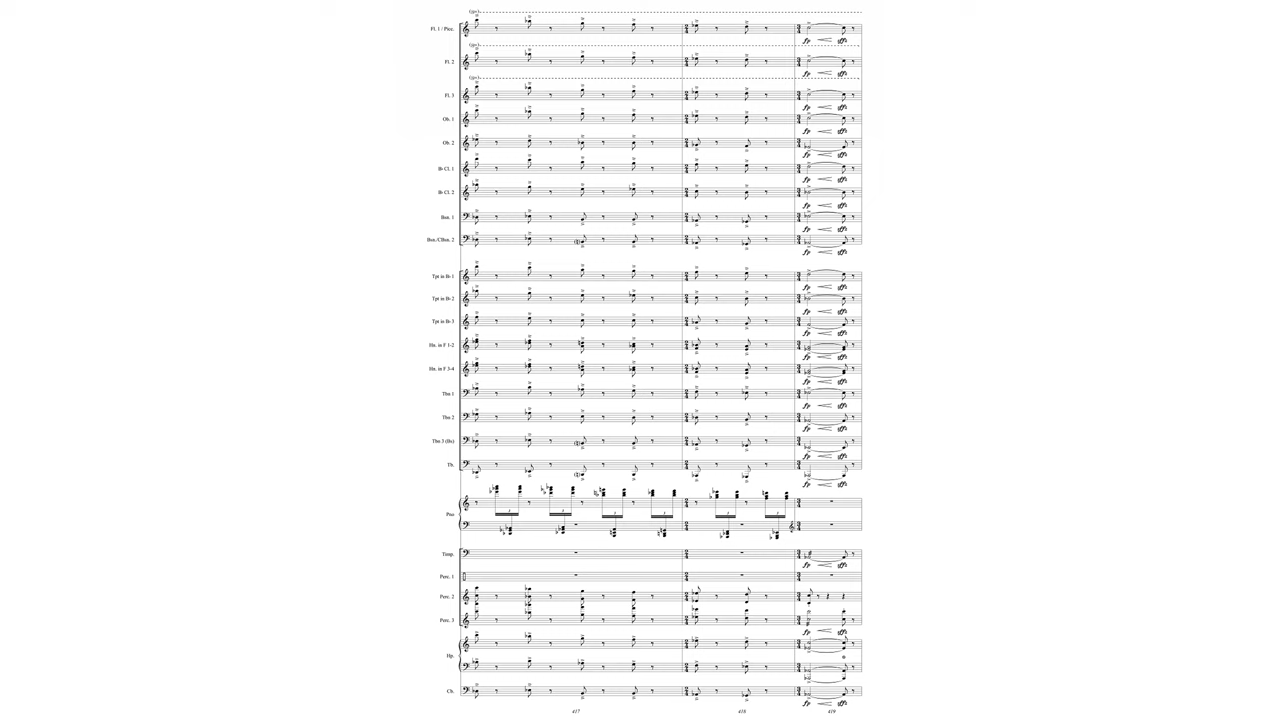 (pic)
Fl. 1 / Picc.
Fl. 2
Fl. 3
Ob. 1
Ob. 2
B♭ Cl. 1
B♭ Cl. 2
Bsn. 1
Bsn./CBsn. 2
Tpt in B♭ 1
Tpt in B♭ 2
Tpt in B♭ 3
Hn. in F 1-2
Hn. in F 3-4
Tbn 1
Tbn 2
Tbn 3 (Bs)
Tb.
Pno
Timp.
Perc. 1
Perc. 2
Perc. 3
Hp.
Cb.
fp sffz
417 418 419